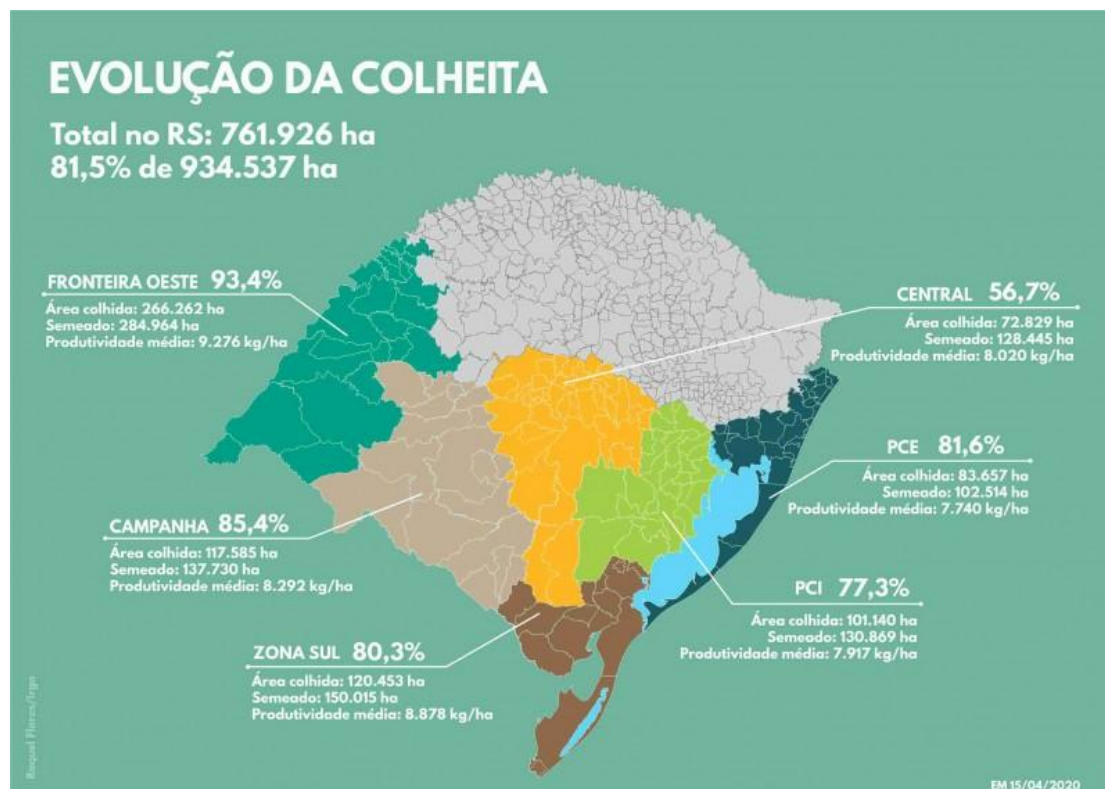 EVOLUÇÃO DA COLHEITA
Total no RS: 761.926 ha
81,5% de 934.537 ha
FRONTEIRA OESTE 93,4%
Área colhida: 266.262 ha
Semeado: 284.964 ha
Produtividade média: 9.276 kg/ha
CENTRAL 56,7%
Área colhida: 72.829 ha
Semeado: 128.445 ha
Produtividade média: 8.020 kg/ha
PCE 81,6%
Área colhida: 83.657 ha
Semeado: 102.514 ha
Produtividade média: 7.740 kg/ha
CAMPANHA 85,4%
Área colhida: 117.585 ha
Semeado: 137.730 ha
Produtividade média: 8.292 kg/ha
PCI 77,3%
Área colhida: 101.140 ha
Semeado: 130.869 ha
Produtividade média: 7.917 kg/ha
ZONA SUL 80,3%
Área colhida: 120.453 ha
Semeado: 150.015 ha
Produtividade média: 8.878 kg/ha
Raquel Flores/Irga
EM 15/04/2020